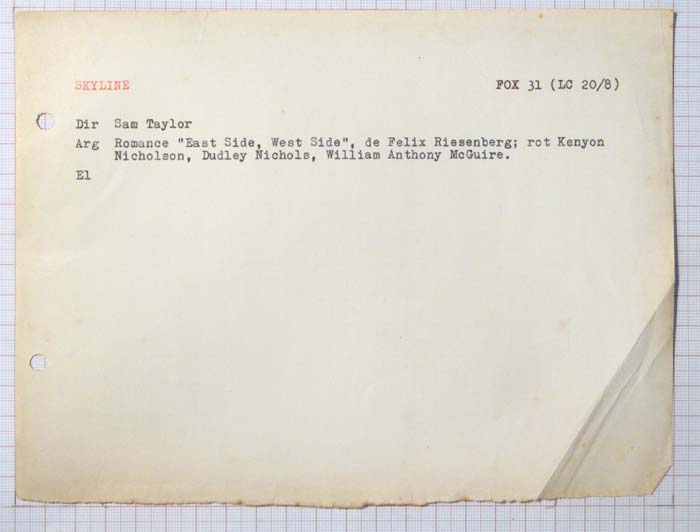 SKYLINE FOX 31 (LC 20/8)
Dir Sam Taylor
Arg Romance "East Side, West Side", de Felix Riesenberg; rot Kenyon
Nicholson, Dudley Nichols, William Anthony McGuire.
El